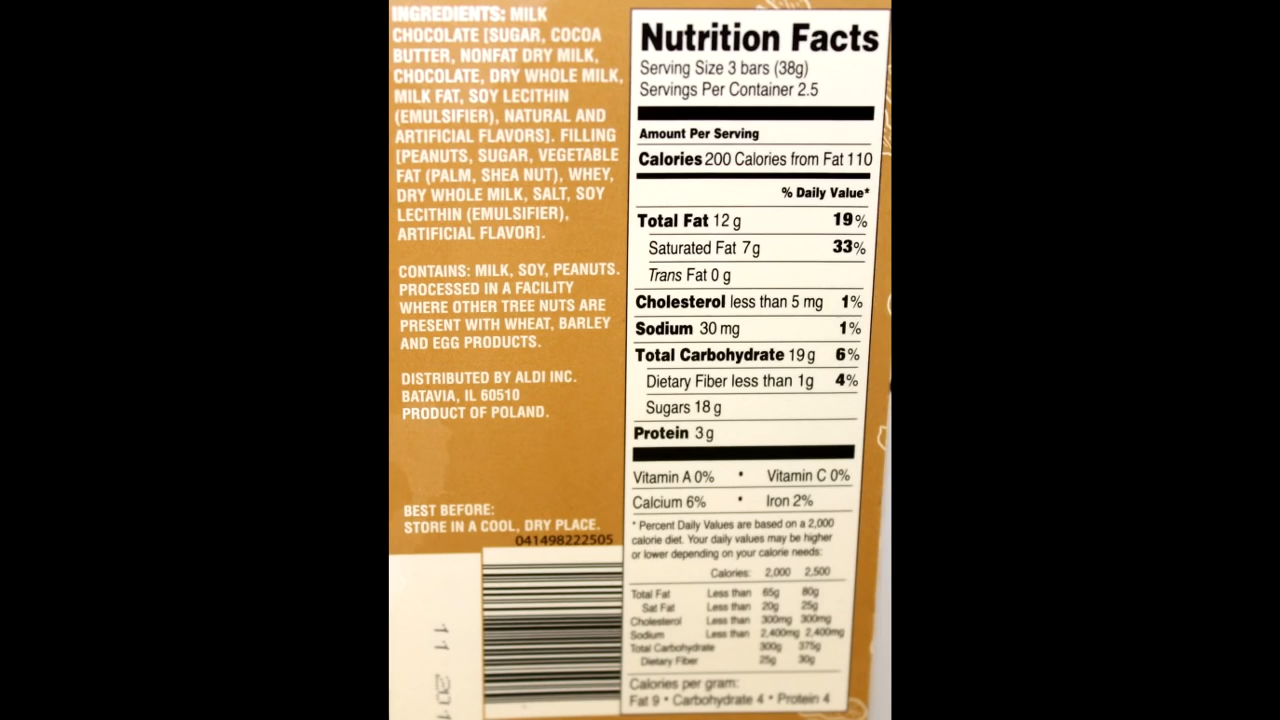 INGREDIENTS: MILK
CHOCOLATE [SUGAR, COCOA
BUTTER, NONFAT DRY MILK,
CHOCOLATE, DRY WHOLE MILK,
MILK FAT, SOY LECITHIN
(EMULSIFIER), NATURAL AND
ARTIFICIAL FLAVORS]. FILLING
[PEANUTS, SUGAR, VEGETABLE
FAT (PALM, SHEA NUT), WHEY,
DRY WHOLE MILK, SALT, SOY
LECITHIN (EMULSIFIER),
ARTIFICIAL FLAVOR].
CONTAINS: MILK, SOY, PEANUTS.
PROCESSED IN A FACILITY
WHERE OTHER TREE NUTS ARE
PRESENT WITH WHEAT, BARLEY
AND EGG PRODUCTS.
DISTRIBUTED BY ALDI INC.
BATAVIA, IL 60510
PRODUCT OF POLAND.
BEST BEFORE:
STORE IN A COOL, DRY PLACE.
041498222505
Nutrition Facts
Serving Size 3 bars (38g)
Servings Per Container 2.5
Amount Per Serving
Calories 200 Calories from Fat 110
% Daily Value*
Total Fat 12 g 19%
Saturated Fat 7g 33%
Trans Fat 0 g
Cholesterol less than 5 mg 1%
Sodium 30 mg 1%
Total Carbohydrate 19 g 6%
Dietary Fiber less than 1g 4%
Sugars 18 g
Protein 3 g
Vitamin A 0% • Vitamin C 0%
Calcium 6% • Iron 2%
* Percent Daily Values are based on a 2,000
calorie diet. Your daily values may be higher
or lower depending on your calorie needs:
Calories: 2,000 2,500
Total Fat Less than 65g 80g
Sat Fat Less than 20g 25g
Cholesterol Less than 300mg 300mg
Sodium Less than 2,400mg 2,400mg
Total Carbohydrate 300g 375g
Dietary Fiber 25g 30g
Calories per gram:
Fat 9 • Carbohydrate 4 • Protein 4